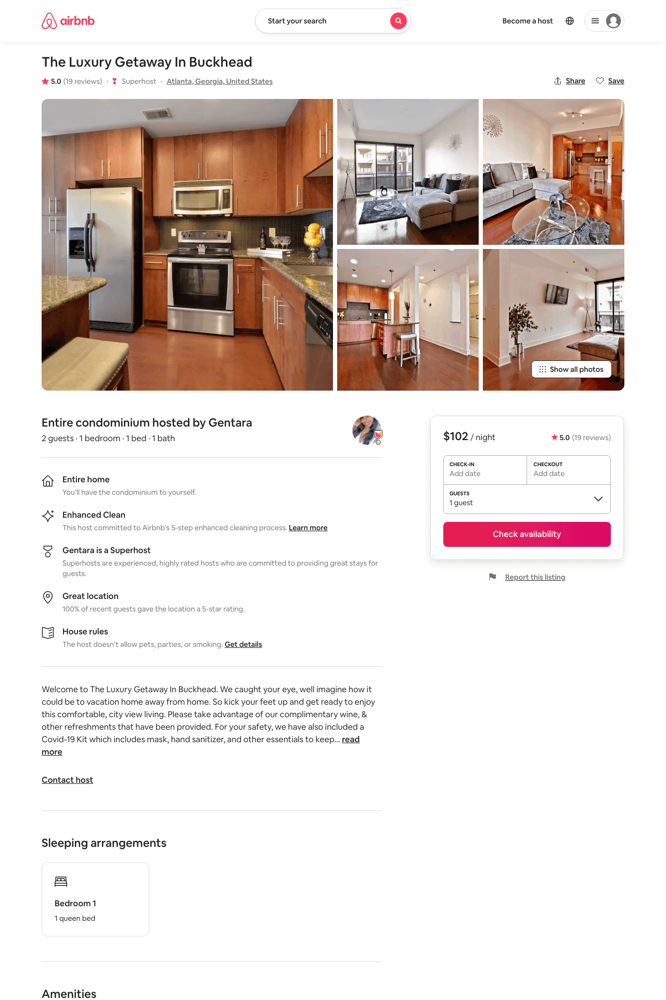 airbnb
Start your search
Become a host
The Luxury Getaway In Buckhead
5.0 (19 reviews) · Superhost · Atlanta, Georgia, United States
Share
Save
Show all photos
Entire condominium hosted by Gentara
2 guests · 1 bedroom · 1 bed · 1 bath
Entire home
You’ll have the condominium to yourself.
Enhanced Clean
This host committed to Airbnb's 5-step enhanced cleaning process. Learn more
Gentara is a Superhost
Superhosts are experienced, highly rated hosts who are committed to providing great stays for
guests.
Great location
100% of recent guests gave the location a 5-star rating.
House rules
The host doesn’t allow pets, parties, or smoking. Get details
$102 / night
5.0 (19 reviews)
CHECK-IN
Add date
CHECKOUT
Add date
GUESTS
1 guest
Check availability
Report this listing
Welcome to The Luxury Getaway In Buckhead. We caught your eye, well imagine how it
could be to vacation home away from home. So kick your feet up and get ready to enjoy
this comfortable, city view living. Please take advantage of our complimentary wine, &
other refreshments that have been provided. For your safety, we have also included a
Covid-19 Kit which includes mask, hand sanitizer, and other essentials to keep... read
more
Contact host
Sleeping arrangements
Bedroom 1
1 queen bed
Amenities